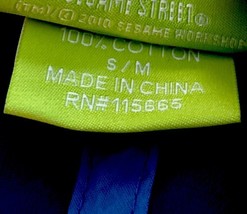 SESAME STREET®
(TM)/© 2010 SESAME WORKSHOP
100% COTTON
S/M
MADE IN CHINA
RN#115665